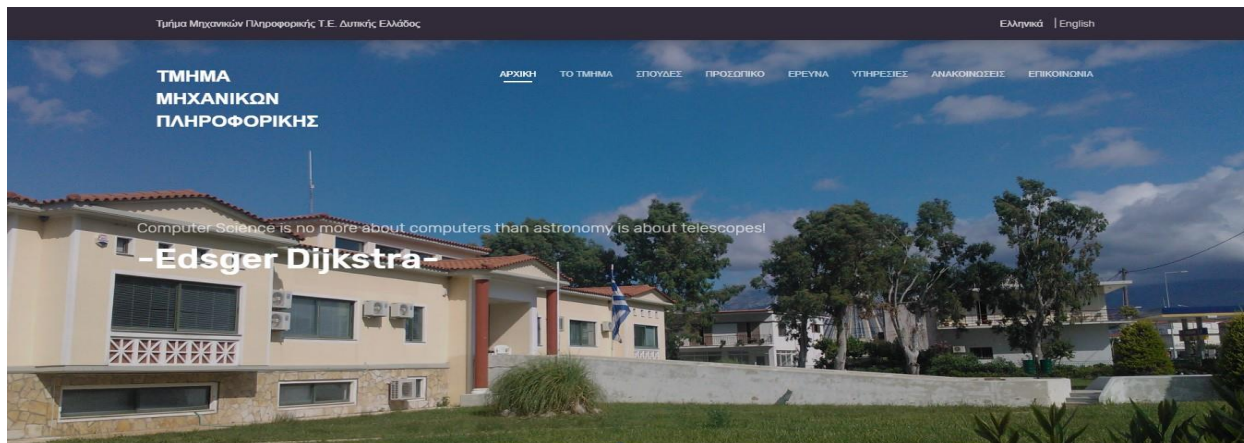 Τμήμα Μηχανικών Πληροφορικής Τ.Ε. Δυτικής Ελλάδος
Ελληνικά | English
ΤΜΗΜΑ
ΜΗΧΑΝΙΚΩΝ
ΠΛΗΡΟΦΟΡΙΚΗΣ
ΑΡΧΙΚΗ ΤΟ ΤΜΗΜΑ ΣΠΟΥΔΕΣ ΠΡΟΣΩΠΙΚΟ ΕΡΕΥΝΑ ΥΠΗΡΕΣΙΕΣ ΑΝΑΚΟΙΝΩΣΕΙΣ ΕΠΙΚΟΙΝΩΝΙΑ
Computer Science is no more about computers than astronomy is about telescopes!
-Edsger Dijkstra-